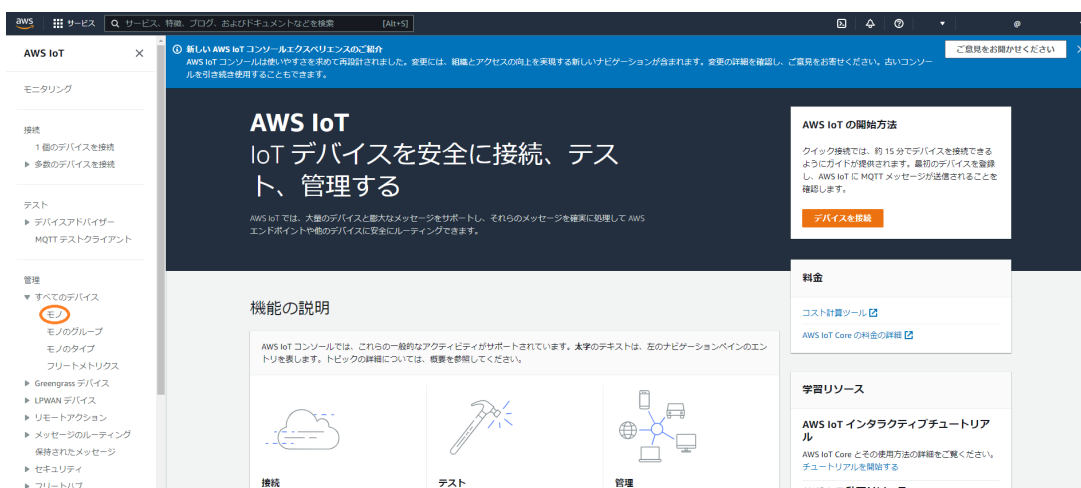 aws
サービス
サービス、特徴、ブログ、およびドキュメントなどを検索
[Alt+S]
@
AWS IoT
モニタリング
接続
1 個のデバイスを接続
多数のデバイスを接続
テスト
デバイスアドバイザー
MQTT テストクライアント
管理
すべてのデバイス
モノ
モノのグループ
モノのタイプ
フリートメトリクス
Greengrass デバイス
LPWAN デバイス
リモートアクション
メッセージのルーティング
保持されたメッセージ
セキュリティ
フリートハブ
新しい AWS IoT コンソールエクスペリエンスのご紹介
AWS IoT コンソールは使いやすさを求めて再設計されました。変更には、組織とアクセスの向上を実現する新しいナビゲーションが含まれます。変更の詳細を確認し、ご意見をお寄せください。古いコンソー
ルを引き続き使用することもできます。
ご意見をお聞かせください
AWS IoT
IoT デバイスを安全に接続、テス
ト、管理する
AWS IoT では、大量のデバイスと膨大なメッセージをサポートし、それらのメッセージを確実に処理して AWS
エンドポイントや他のデバイスに安全にルーティングできます。
AWS IoT の開始方法
クイック接続では、約 15 分でデバイスを接続できる
ようにガイドが提供されます。最初のデバイスを登録
し、AWS IoT に MQTT メッセージが送信されることを
確認します。
デバイスを接続
料金
コスト計算ツール
AWS IoT Core の料金の詳細
機能の説明
AWS IoT コンソールでは、これらの一般的なアクティビティがサポートされています。太字のテキストは、左のナビゲーションペインのエン
トリを表します。トピックの詳細については、概要を参照してください。
接続
テスト
管理
学習リソース
AWS IoT インタラクティブチュートリア
ル
AWS IoT Core とその使用方法の詳細をご覧ください。
チュートリアルを開始する